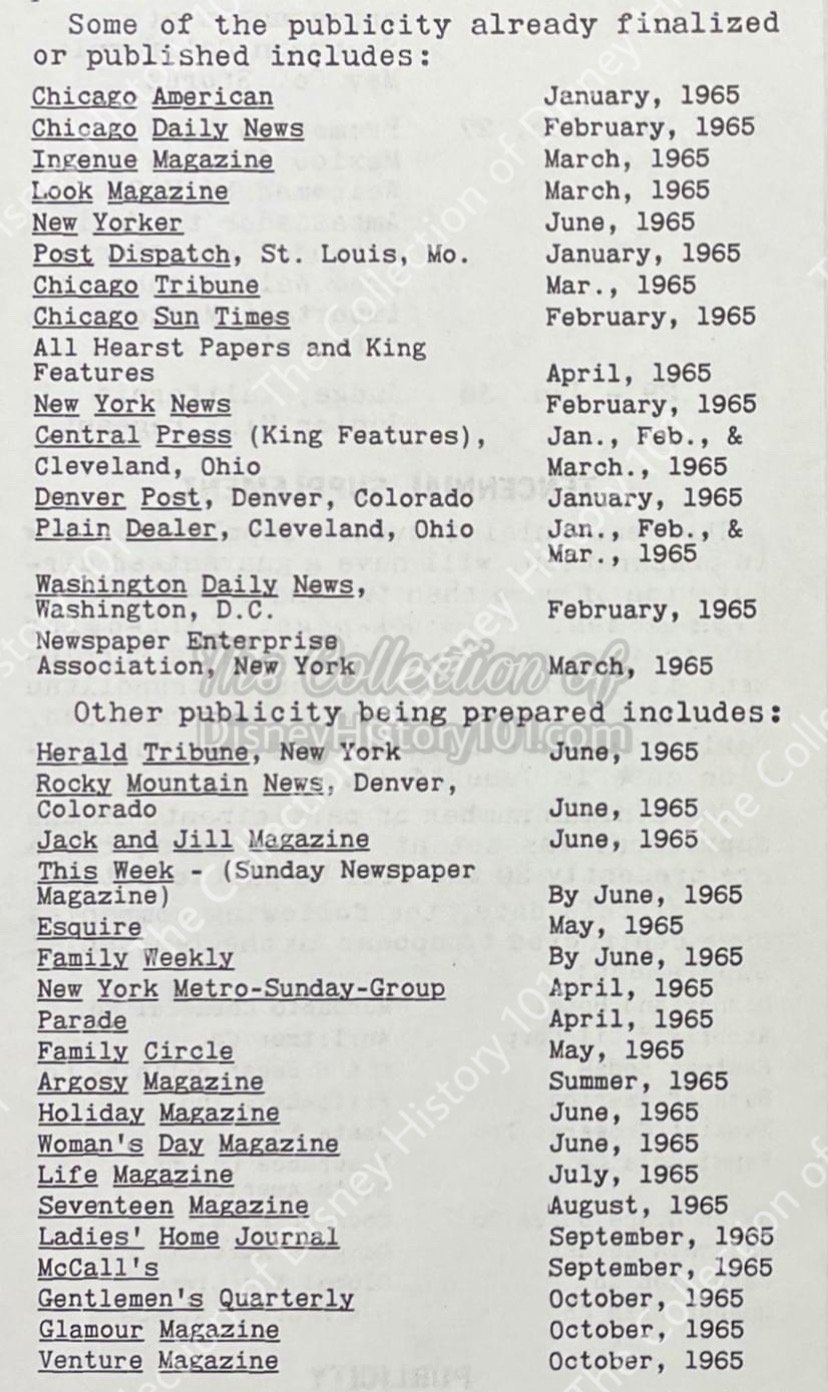 Some of the publicity already finalized
or published includes:
Chicago American January, 1965
Chicago Daily News February, 1965
Ingenue Magazine March, 1965
Look Magazine March, 1965
New Yorker June, 1965
Post Dispatch, St. Louis, Mo. January, 1965
Chicago Tribune Mar., 1965
Chicago Sun Times February, 1965
All Hearst Papers and King
Features April, 1965
New York News February, 1965
Central Press (King Features), Jan., Feb., &
Cleveland, Ohio March., 1965
Denver Post, Denver, Colorado January, 1965
Plain Dealer, Cleveland, Ohio Jan., Feb., &
Mar., 1965
Washington Daily News,
Washington, D.C. February, 1965
Newspaper Enterprise
Association, New York March, 1965
The Collection of
DisneyHistory101.com
Other publicity being prepared includes:
Herald Tribune, New York June, 1965
Rocky Mountain News, Denver,
Colorado June, 1965
Jack and Jill Magazine June, 1965
This Week - (Sunday Newspaper
Magazine) By June, 1965
Esquire May, 1965
Family Weekly By June, 1965
New York Metro-Sunday-Group April, 1965
Parade April, 1965
Family Circle May, 1965
Argosy Magazine Summer, 1965
Holiday Magazine June, 1965
Woman's Day Magazine June, 1965
Life Magazine July, 1965
Seventeen Magazine August, 1965
Ladies' Home Journal September, 1965
McCall's September, 1965
Gentlemen's Quarterly October, 1965
Glamour Magazine October, 1965
Venture Magazine October, 1965